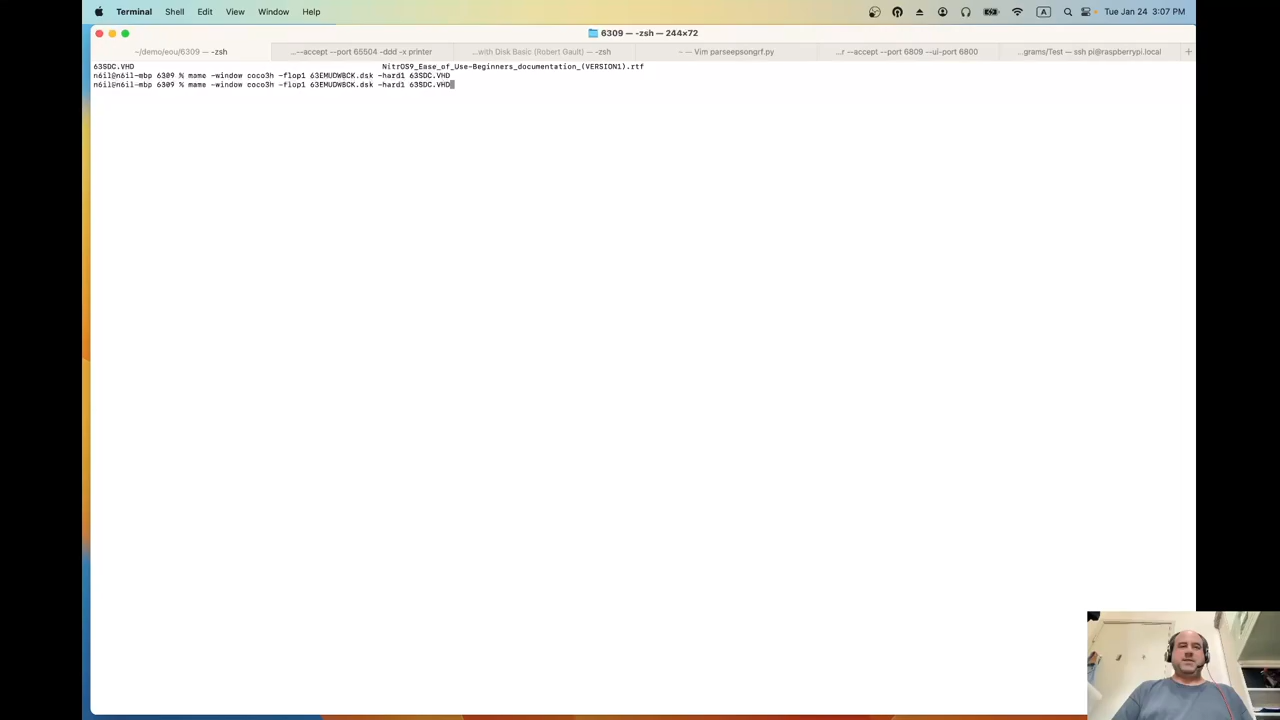 Terminal Shell Edit View Window Help
A Tue Jan 24 3:07 PM
6309 — -zsh — 244×72
~/demo/eou/6309 — -zsh
...--accept --port 65504 -ddd -x printer
...with Disk Basic (Robert Gault) — -zsh
- — Vim parseepsongrf.py
...r --accept --port 6809 --ui-port 6800
...grams/Test — ssh pi@raspberrypi.local
+
63SDC.VHD NitrOS9_Ease_of_Use-Beginners_documentation_(VERSION1).rtf
n6il@n6il-mbp 6309 % mame -window coco3h -flop1 63EMUDWBCK.dsk -hard1 63SDC.VHD
n6il@n6il-mbp 6309 % mame -window coco3h -flop1 63EMUDWBCK.dsk -hard1 63SDC.VHD